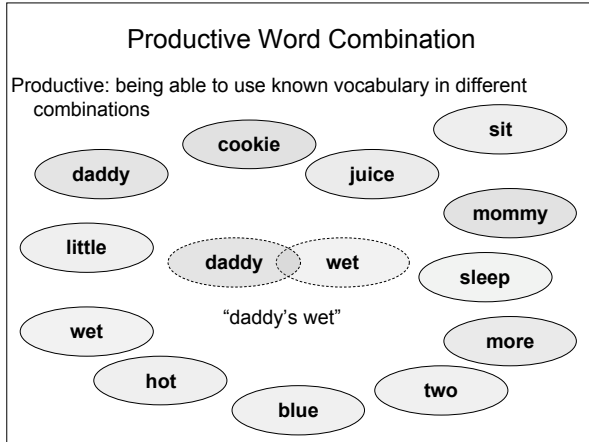 Productive Word Combination
Productive: being able to use known vocabulary in different
combinations
sit
cookie
daddy
juice
mommy
little
daddy
wet
sleep
"daddy's wet"
wet
more
hot
two
blue